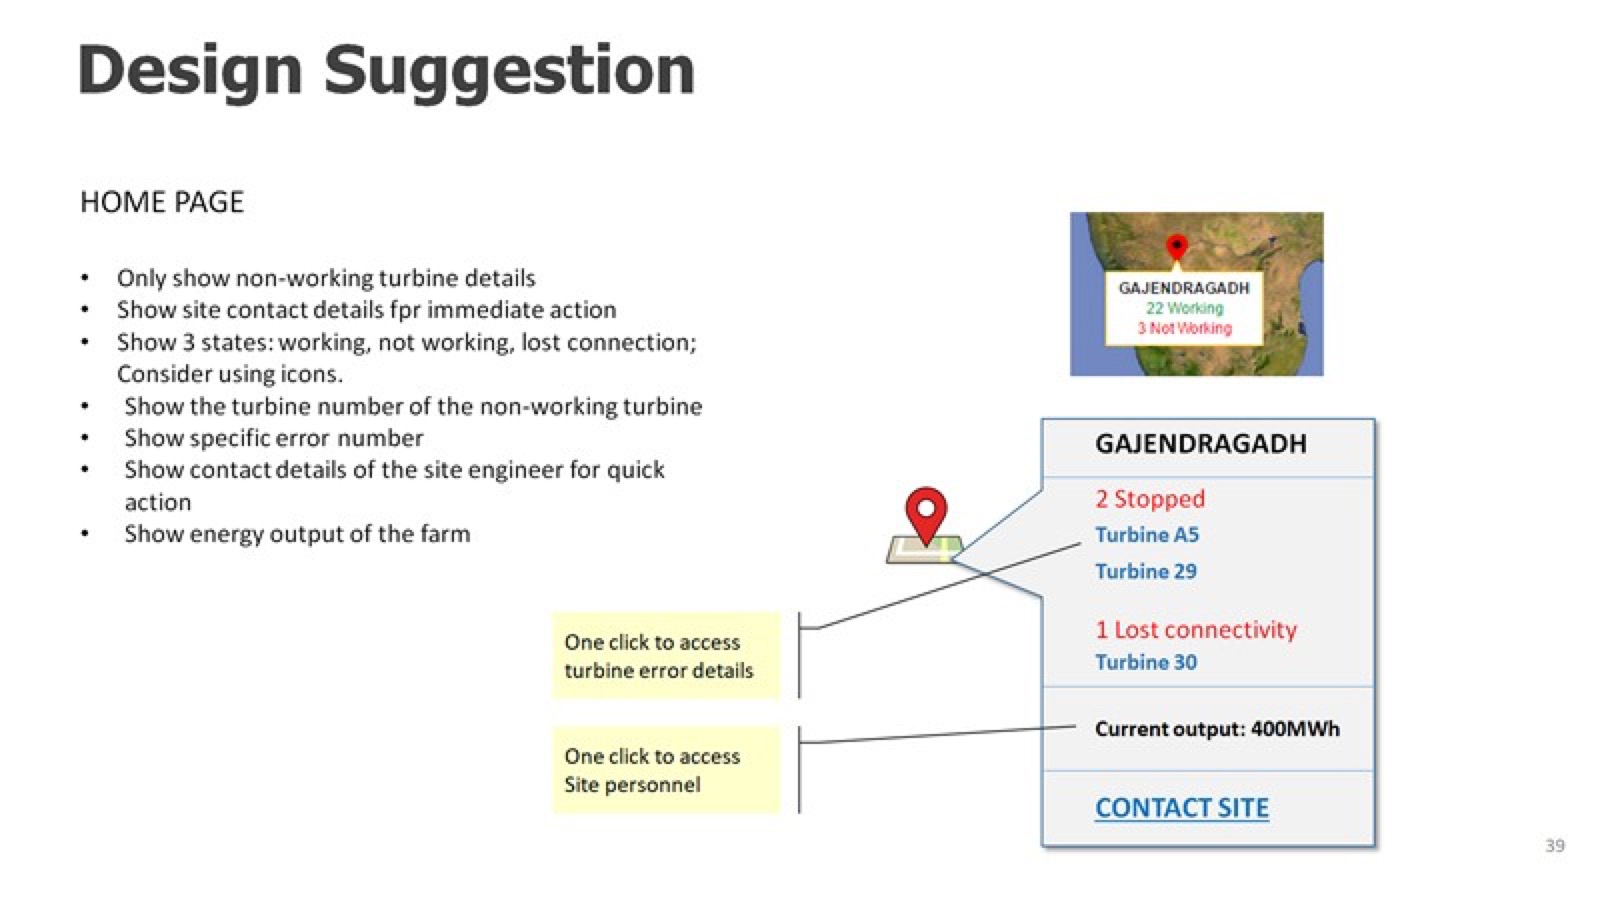 Design Suggestion
HOME PAGE
• Only show non-working turbine details
• Show site contact details fpr immediate action
• Show 3 states: working, not working, lost connection;
Consider using icons.
• Show the turbine number of the non-working turbine
• Show specific error number
• Show contact details of the site engineer for quick
action
• Show energy output of the farm
GAJENDRAGADH
22 Working
3 Not Working
GAJENDRAGADH
2 Stopped
Turbine A5
Turbine 29
1 Lost connectivity
Turbine 30
Current output: 400MWh
CONTACT SITE
One click to access
turbine error details
One click to access
Site personnel
39